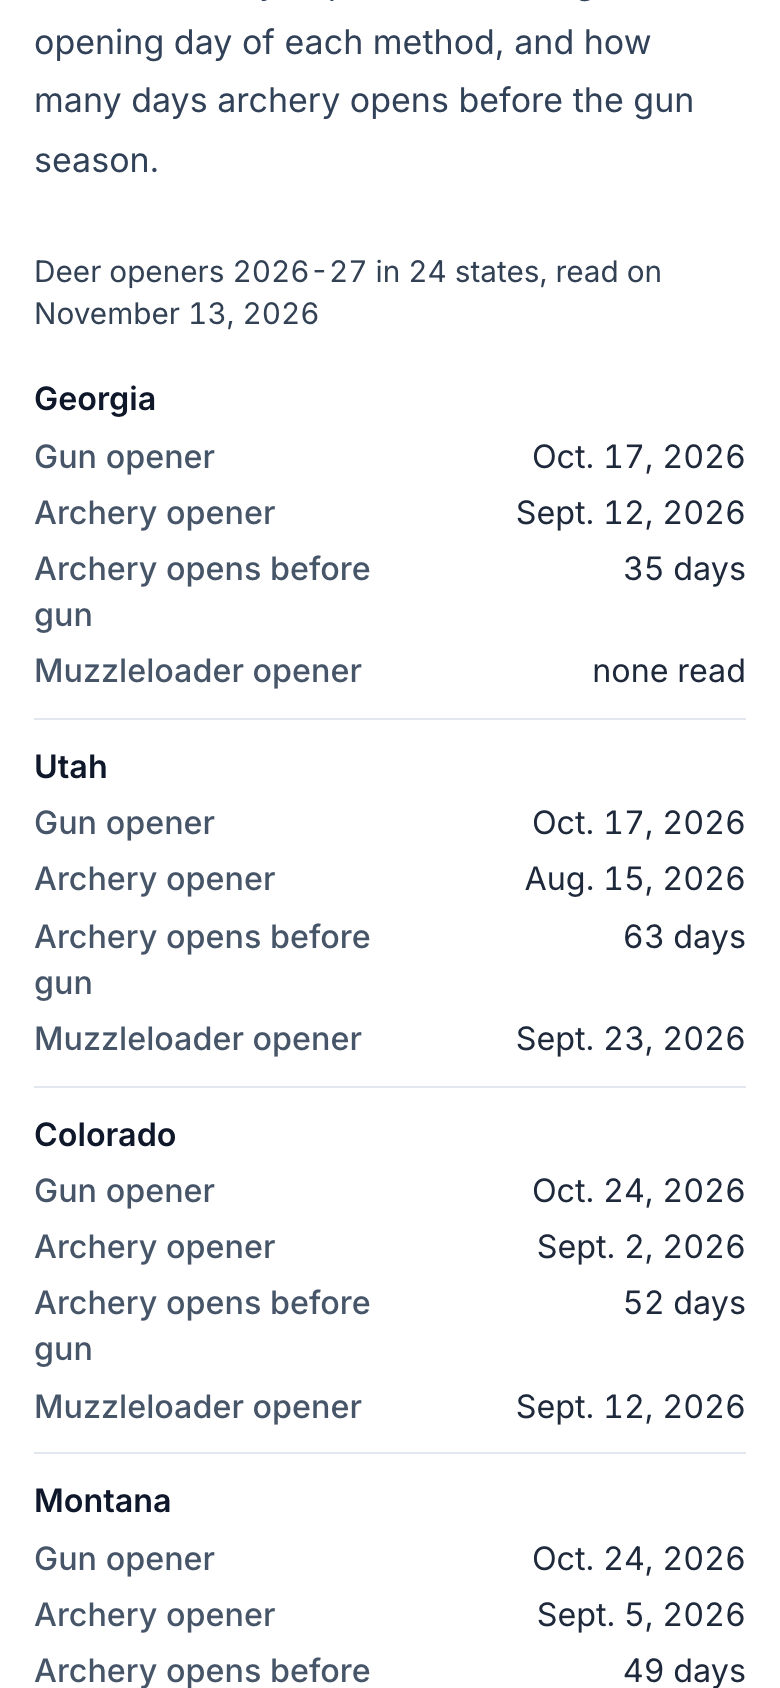 opening day of each method, and how
many days archery opens before the gun
season.
Deer openers 2026-27 in 24 states, read on
November 13, 2026
Georgia
Gun opener Oct. 17, 2026
Archery opener Sept. 12, 2026
Archery opens before 35 days
gun
Muzzleloader opener none read
Utah
Gun opener Oct. 17, 2026
Archery opener Aug. 15, 2026
Archery opens before 63 days
gun
Muzzleloader opener Sept. 23, 2026
Colorado
Gun opener Oct. 24, 2026
Archery opener Sept. 2, 2026
Archery opens before 52 days
gun
Muzzleloader opener Sept. 12, 2026
Montana
Gun opener Oct. 24, 2026
Archery opener Sept. 5, 2026
Archery opens before 49 days